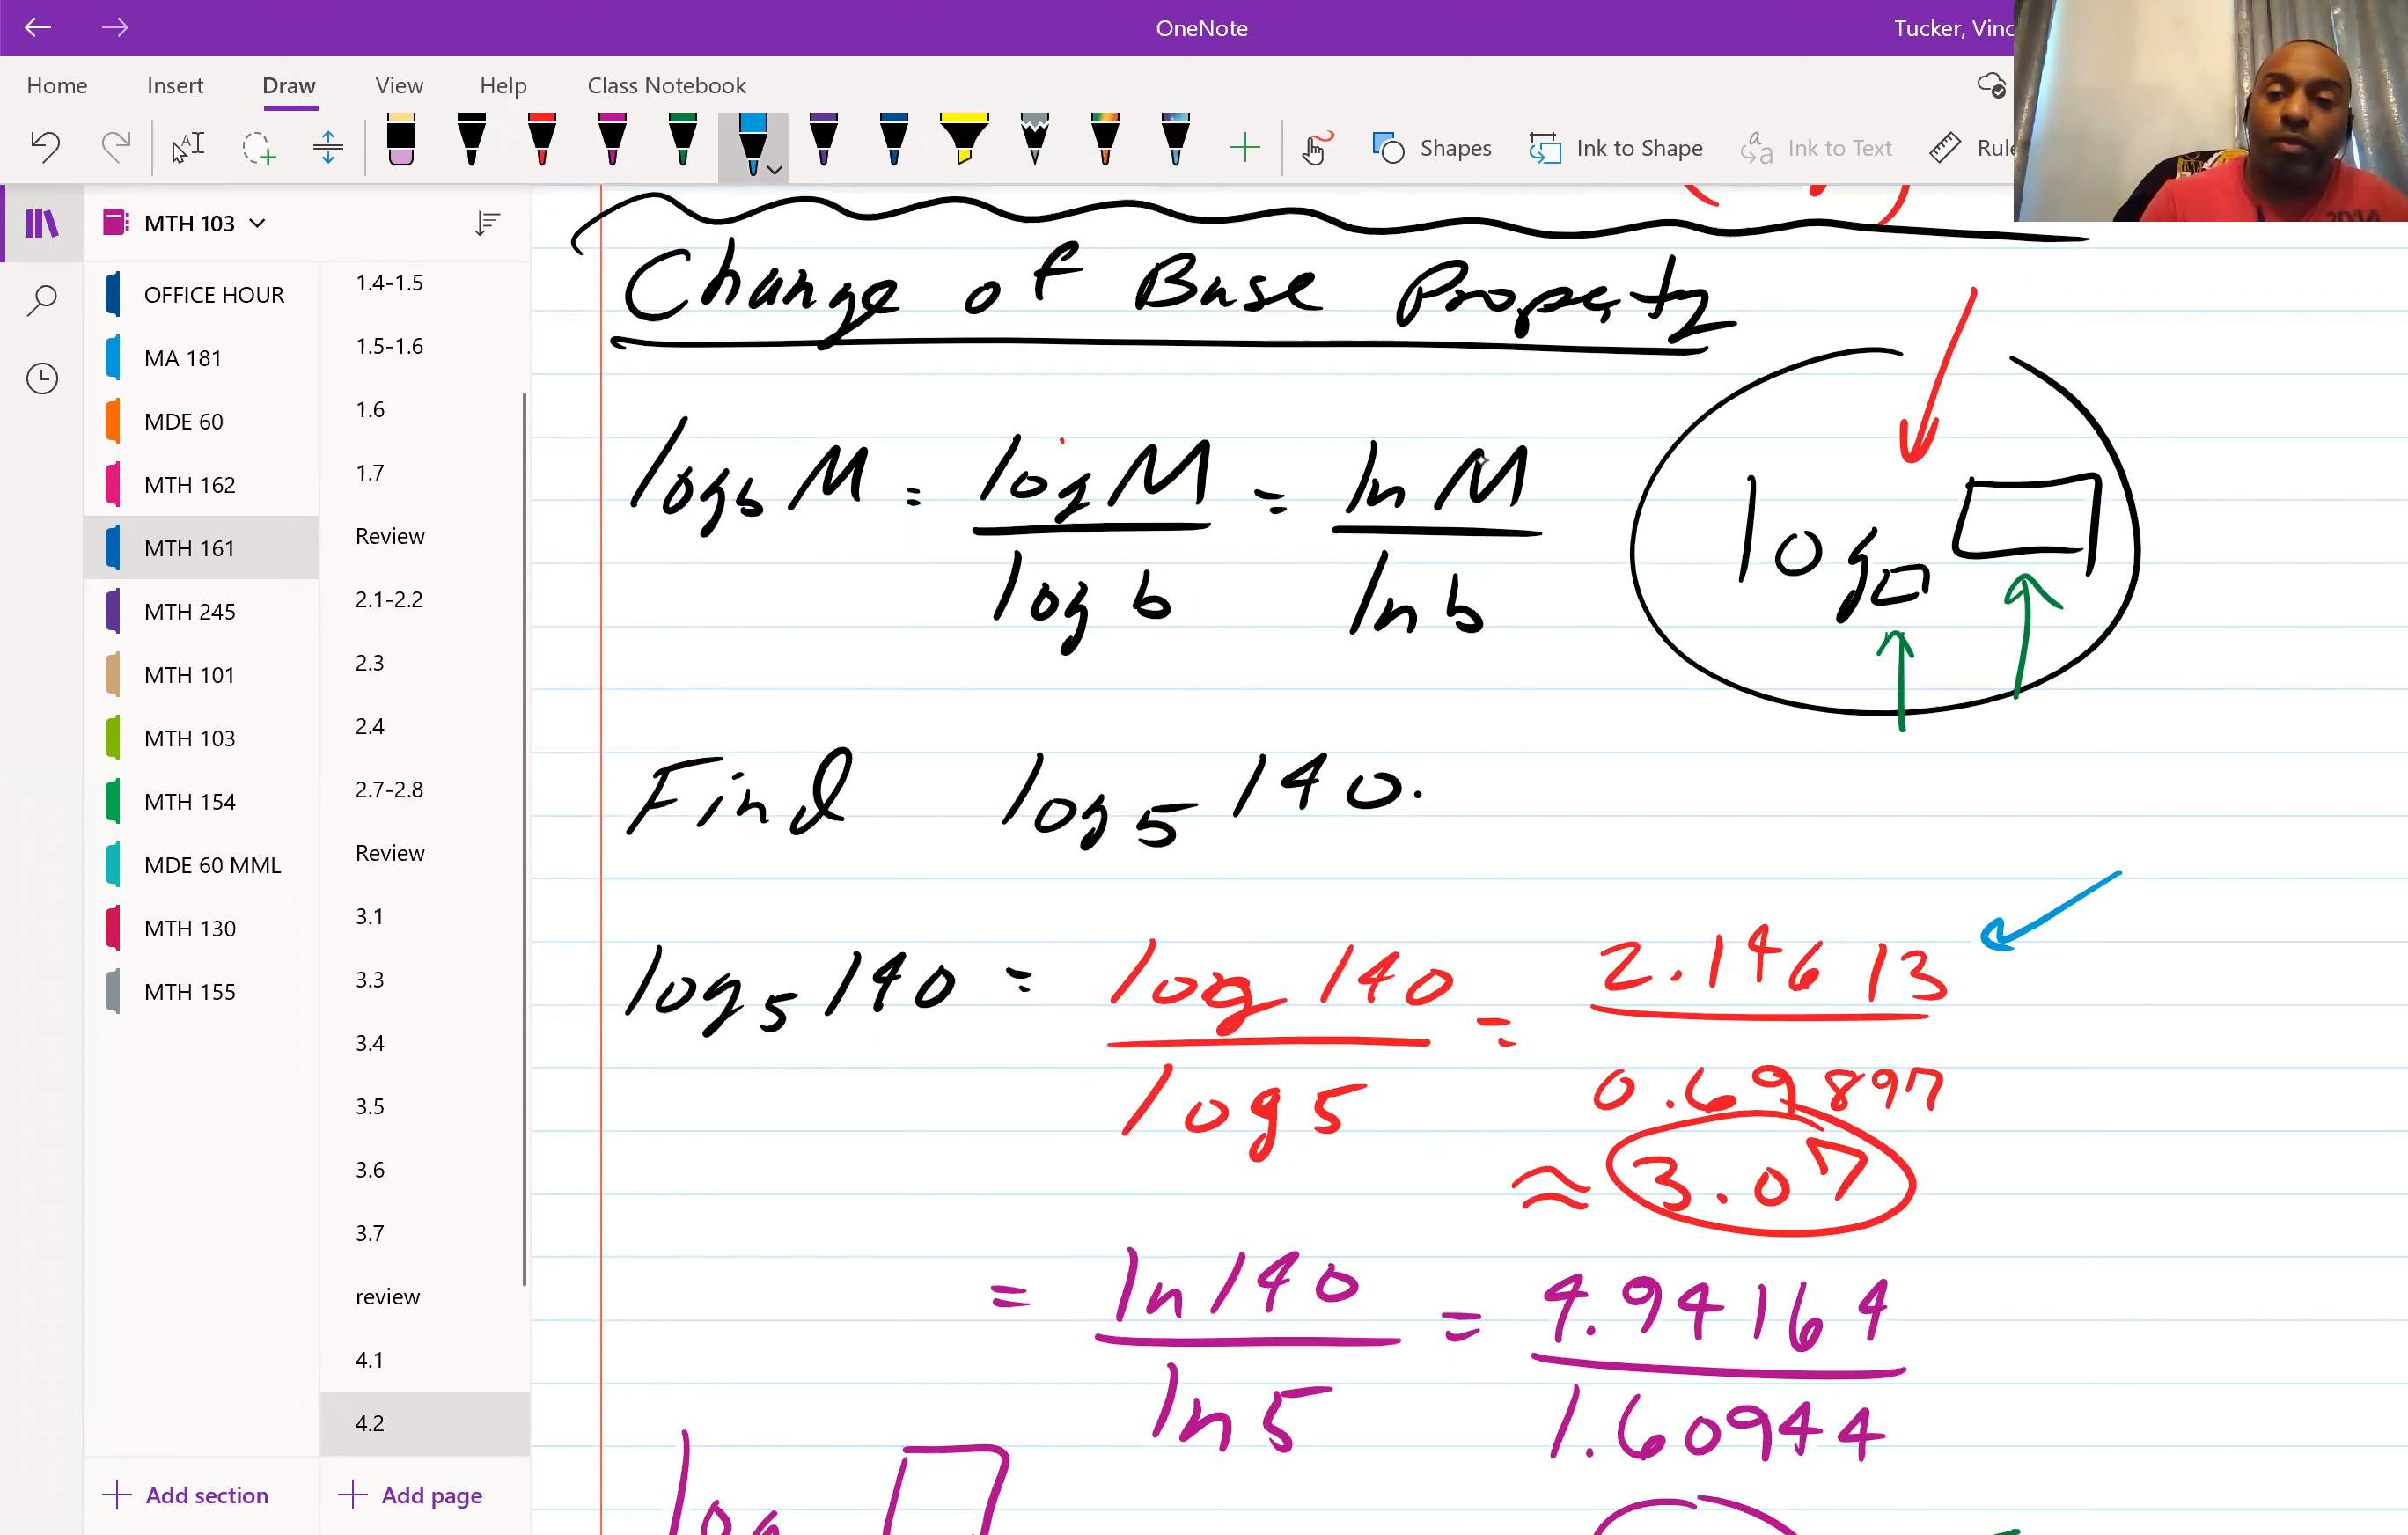 OneNote
Tucker, Vinc
Home Insert Draw View Help Class Notebook
Shapes Ink to Shape Ink to Text Rule
MTH 103
OFFICE HOUR
MA 181
MDE 60
MTH 162
MTH 161
MTH 245
MTH 101
MTH 103
MTH 154
MDE 60 MML
MTH 130
MTH 155
Add section
1.4-1.5
1.5-1.6
1.6
1.7
Review
2.1-2.2
2.3
2.4
2.7-2.8
Review
3.1
3.3
3.4
3.5
3.6
3.7
review
4.1
4.2
Add page
Change of Base Property
log_b M = log M / log b = ln M / ln b
log
Find log_5 140.
log_5 140 = log 140 / log 5 = 2.14613 / 0.69897
≈ 3.07
= ln 140 / ln 5 = 4.94164 / 1.60944
log